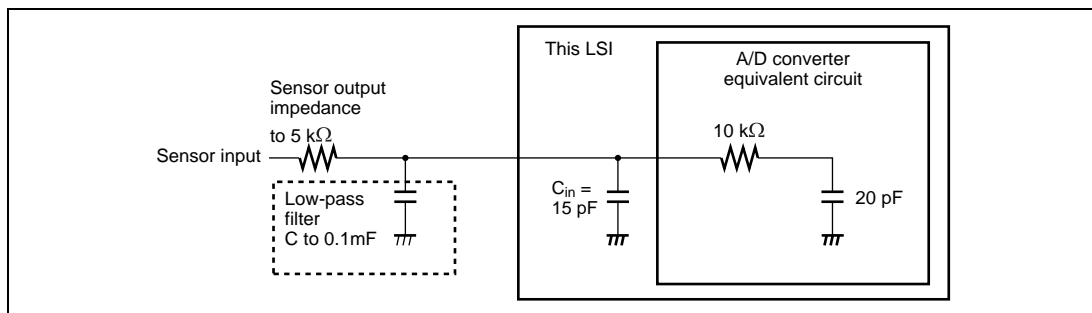 This LSI
A/D converter
equivalent circuit
Sensor output
impedance
to 5 kΩ
10 kΩ
Sensor input
Low-pass
filter
C to 0.1mF
Cin =
15 pF
20 pF